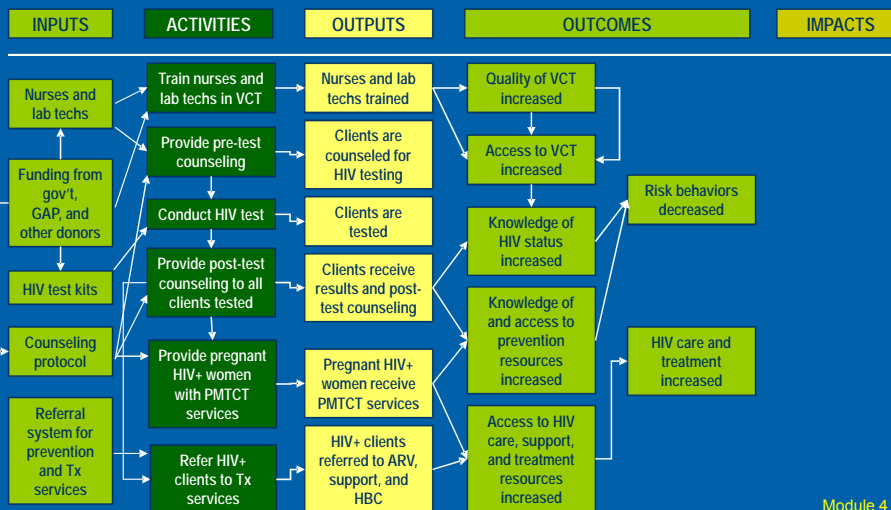 INPUTS
ACTIVITIES
OUTPUTS
OUTCOMES
IMPACTS
Nurses and
lab techs
Funding from
gov't,
GAP, and
other donors
HIV test kits
Counseling
protocol
Referral
system for
prevention
and Tx
services
Train nurses and
lab techs in VCT
Provide pre-test
counseling
Conduct HIV test
Provide post-test
counseling to all
clients tested
Provide pregnant
HIV+ women
with PMTCT
services
Refer HIV+
clients to Tx
services
Nurses and lab
techs trained
Clients are
counseled for
HIV testing
Clients are
tested
Clients receive
results and post-
test counseling
Pregnant HIV+
women receive
PMTCT services
HIV+ clients
referred to ARV,
support, and
HBC
Quality of VCT
increased
Access to VCT
increased
Knowledge of
HIV status
increased
Knowledge of
and access to
prevention
resources
increased
Access to HIV
care, support,
and treatment
resources
increased
Risk behaviors
decreased
HIV care and
treatment
increased
Module 4